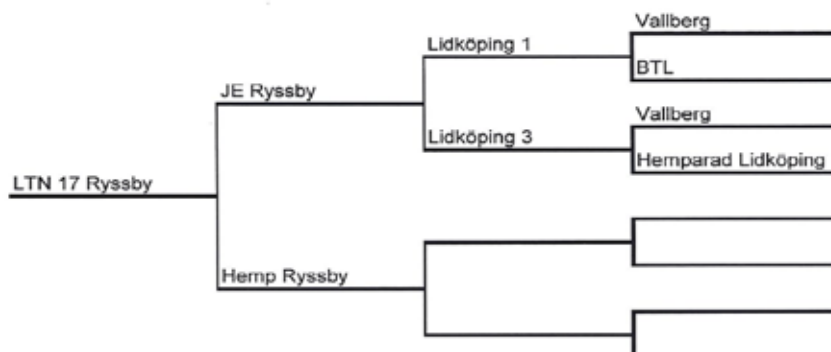 Vallberg
Lidköping 1
BTL
JE Ryssby
Vallberg
Lidköping 3
Hemparad Lidköping
LTN 17 Ryssby
Hemp Ryssby